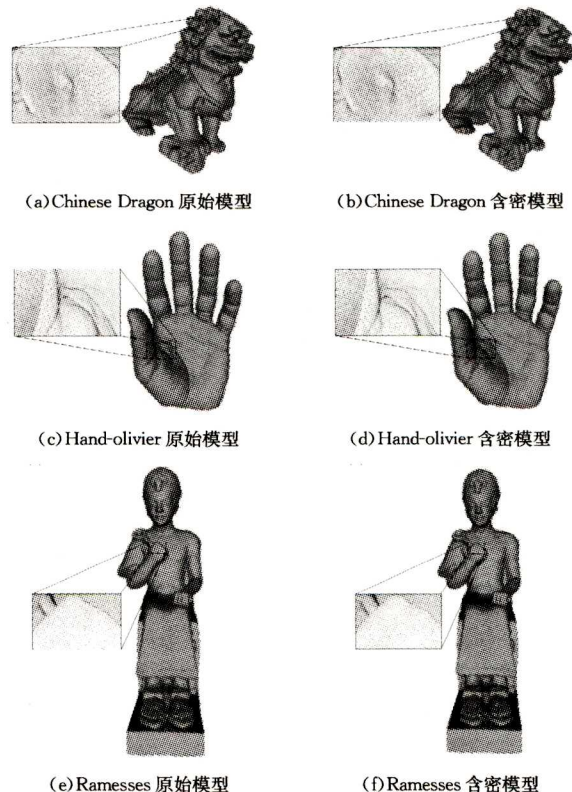 (a)Chinese Dragon 原始模型
(b)Chinese Dragon 含密模型
(c)Hand-olivier 原始模型
(d)Hand-olivier 含密模型
(e)Ramesses 原始模型
(f)Ramesses 含密模型